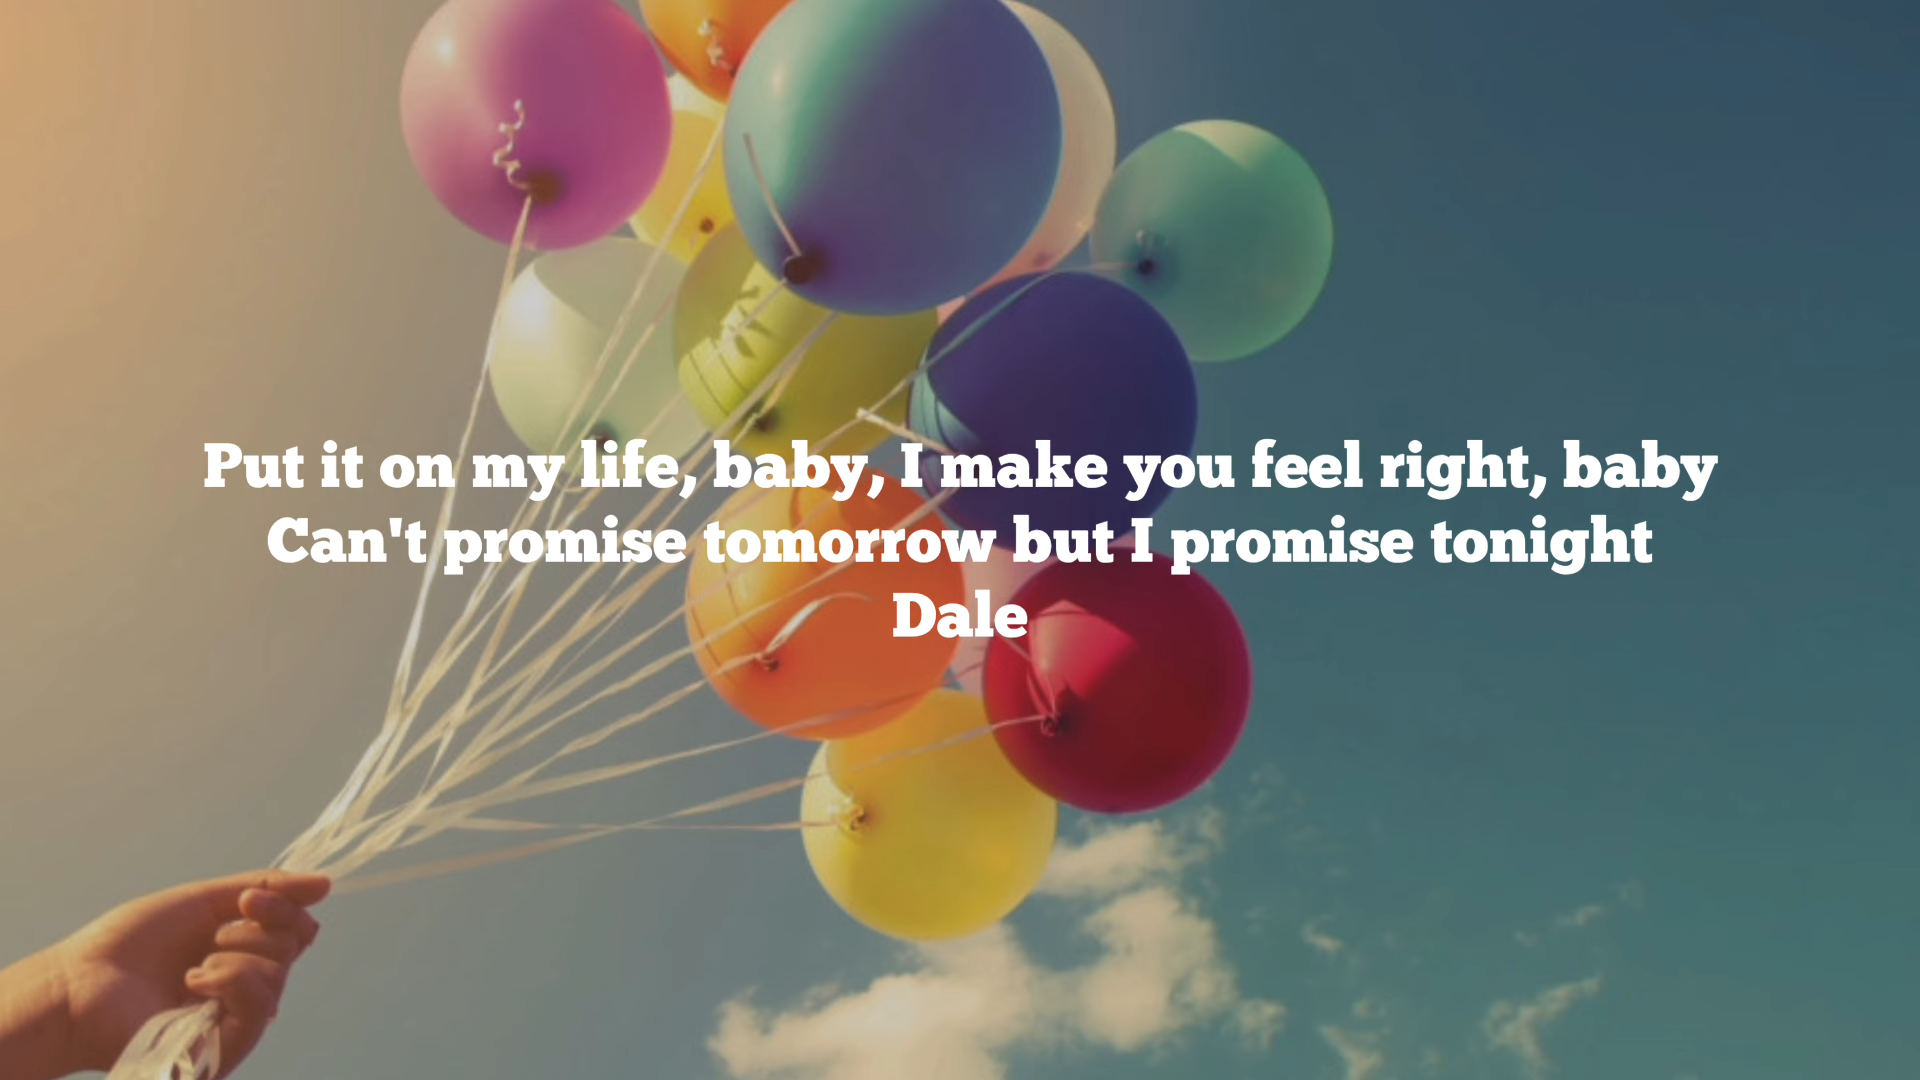 Put it on my life, baby, I make you feel right, baby
Can't promise tomorrow but I promise tonight
Dale